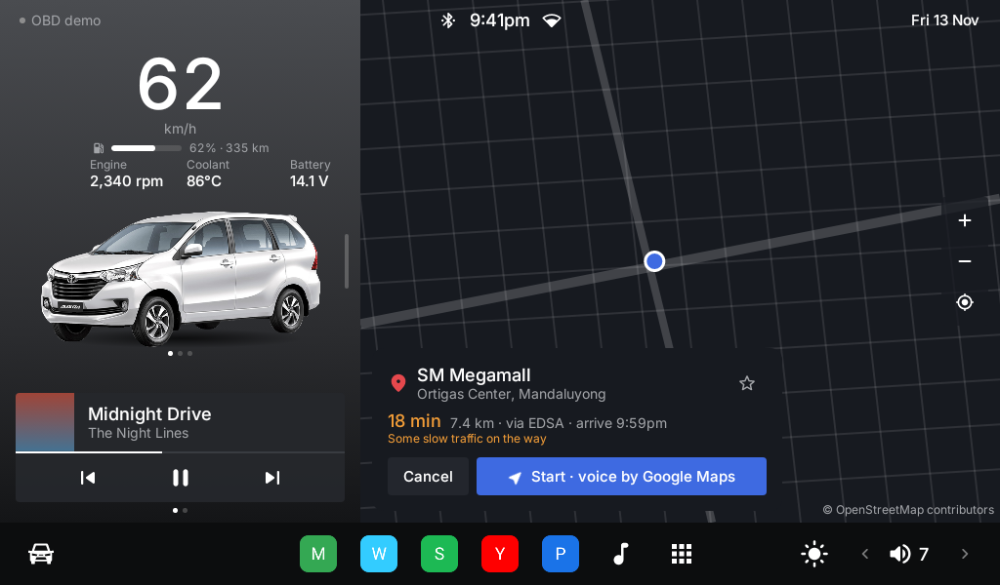 OBD demo
9:41pm
Fri 13 Nov
62
km/h
62% · 335 km
Engine Coolant Battery
2,340 rpm 86°C 14.1 V
Midnight Drive
The Night Lines
SM Megamall
Ortigas Center, Mandaluyong
18 min 7.4 km · via EDSA · arrive 9:59pm
Some slow traffic on the way
Cancel
Start · voice by Google Maps
© OpenStreetMap contributors
M W S Y P
7